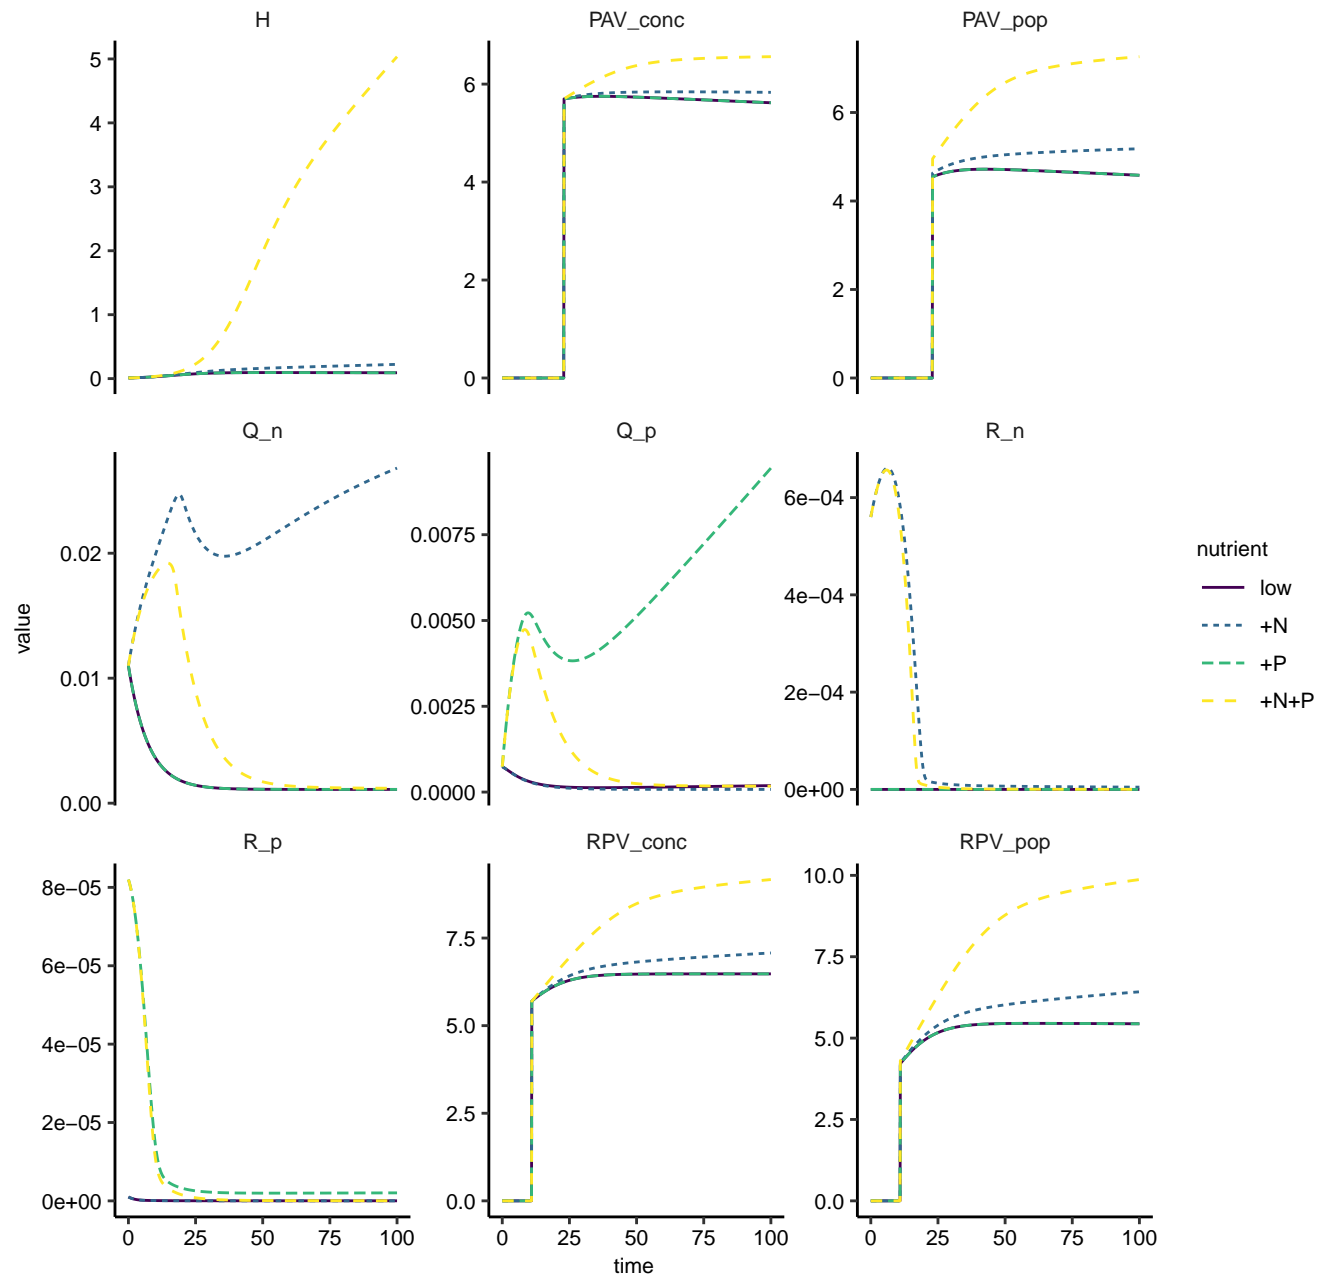 H
PAV_conc
PAV_pop
5
4
3
2
1
0
6
4
2
0
6
4
2
0
Q_n
Q_p
R_n
0.02
0.01
0.00
0.0075
0.0050
0.0025
0.0000
6e−04
4e−04
2e−04
0e+00
value
nutrient
low
+N
+P
+N+P
R_p
RPV_conc
RPV_pop
8e−05
6e−05
4e−05
2e−05
0e+00
7.5
5.0
2.5
0.0
10.0
7.5
5.0
2.5
0.0
0 25 50 75 100
0 25 50 75 100
0 25 50 75 100
time